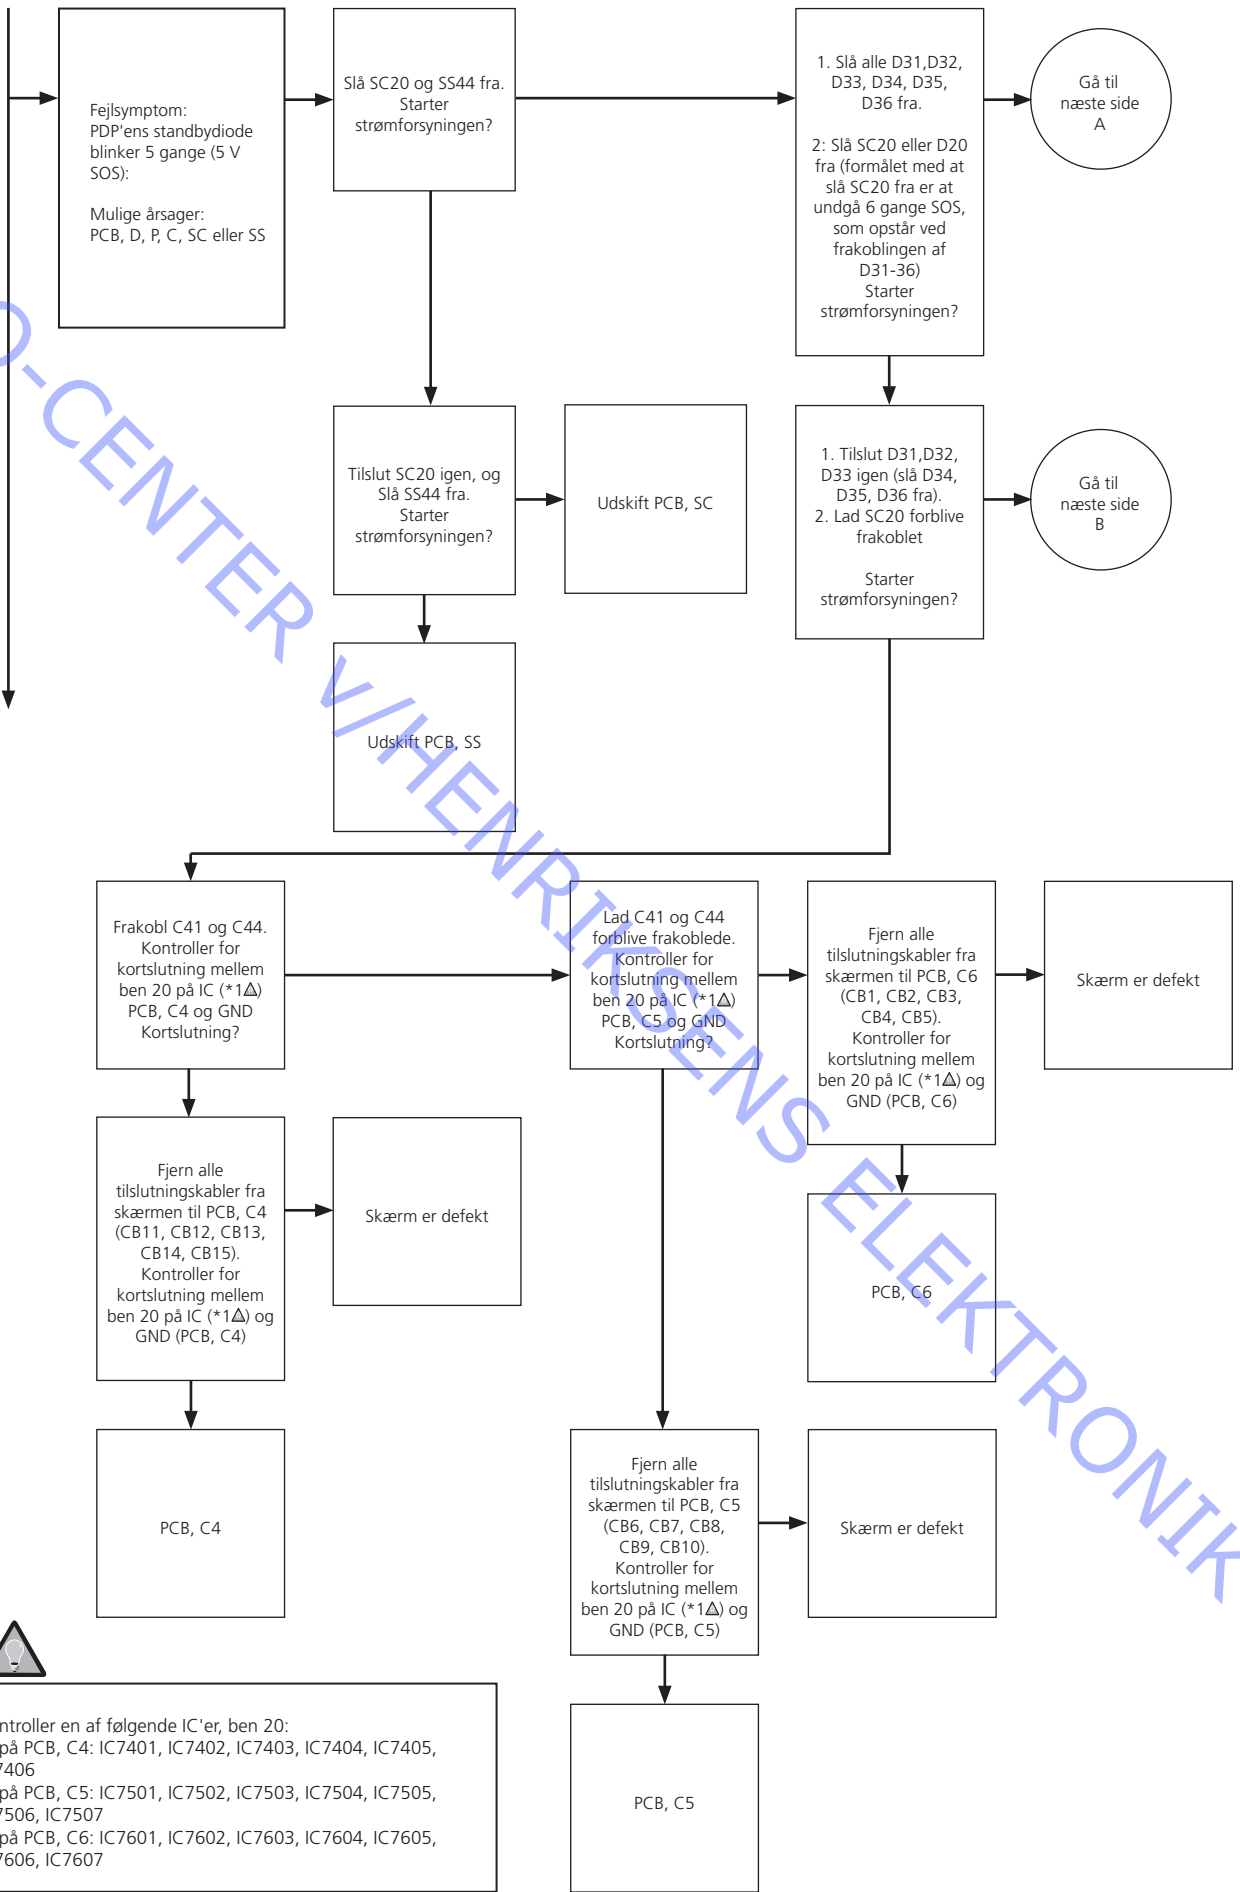 Fejlsymptom:
PDP'ens standbydiode
blinker 5 gange (5 V
SOS):
Mulige årsager:
PCB, D, P, C, SC eller SS
Slå SC20 og SS44 fra.
Starter
strømforsyningen?
1. Slå alle D31,D32,
D33, D34, D35,
D36 fra.
2: Slå SC20 eller D20
fra (formålet med at
slå SC20 fra er at
undgå 6 gange SOS,
som opstår ved
frakoblingen af
D31-36)
Starter
strømforsyningen?
Gå til
næste side
A
Tilslut SC20 igen, og
Slå SS44 fra.
Starter
strømforsyningen?
Udskift PCB, SC
1. Tilslut D31,D32,
D33 igen (slå D34,
D35, D36 fra).
2. Lad SC20 forblive
frakoblet
Starter
strømforsyningen?
Gå til
næste side
B
Udskift PCB, SS
Frakobl C41 og C44.
Kontroller for
kortslutning mellem
ben 20 på IC (*1⚠)
PCB, C4 og GND
Kortslutning?
Lad C41 og C44
forblive frakoblede.
Kontroller for
kortslutning mellem
ben 20 på IC (*1⚠)
PCB, C5 og GND
Kortslutning?
Fjern alle
tilslutningskabler fra
skærmen til PCB, C6
(CB1, CB2, CB3,
CB4, CB5).
Kontroller for
kortslutning mellem
ben 20 på IC (*1⚠) og
GND (PCB, C6)
Skærm er defekt
Fjern alle
tilslutningskabler fra
skærmen til PCB, C4
(CB11, CB12, CB13,
CB14, CB15).
Kontroller for
kortslutning mellem
ben 20 på IC (*1⚠) og
GND (PCB, C4)
Skærm er defekt
PCB, C6
PCB, C4
Fjern alle
tilslutningskabler fra
skærmen til PCB, C5
(CB6, CB7, CB8,
CB9, CB10).
Kontroller for
kortslutning mellem
ben 20 på IC (*1⚠) og
GND (PCB, C5)
Skærm er defekt
PCB, C5
ntroller en af følgende IC'er, ben 20:
på PCB, C4: IC7401, IC7402, IC7403, IC7404, IC7405,
7406
på PCB, C5: IC7501, IC7502, IC7503, IC7504, IC7505,
7506, IC7507
på PCB, C6: IC7601, IC7602, IC7603, IC7604, IC7605,
7606, IC7607
O-CENTER v/HENRIKSENS ELEKTRONIK